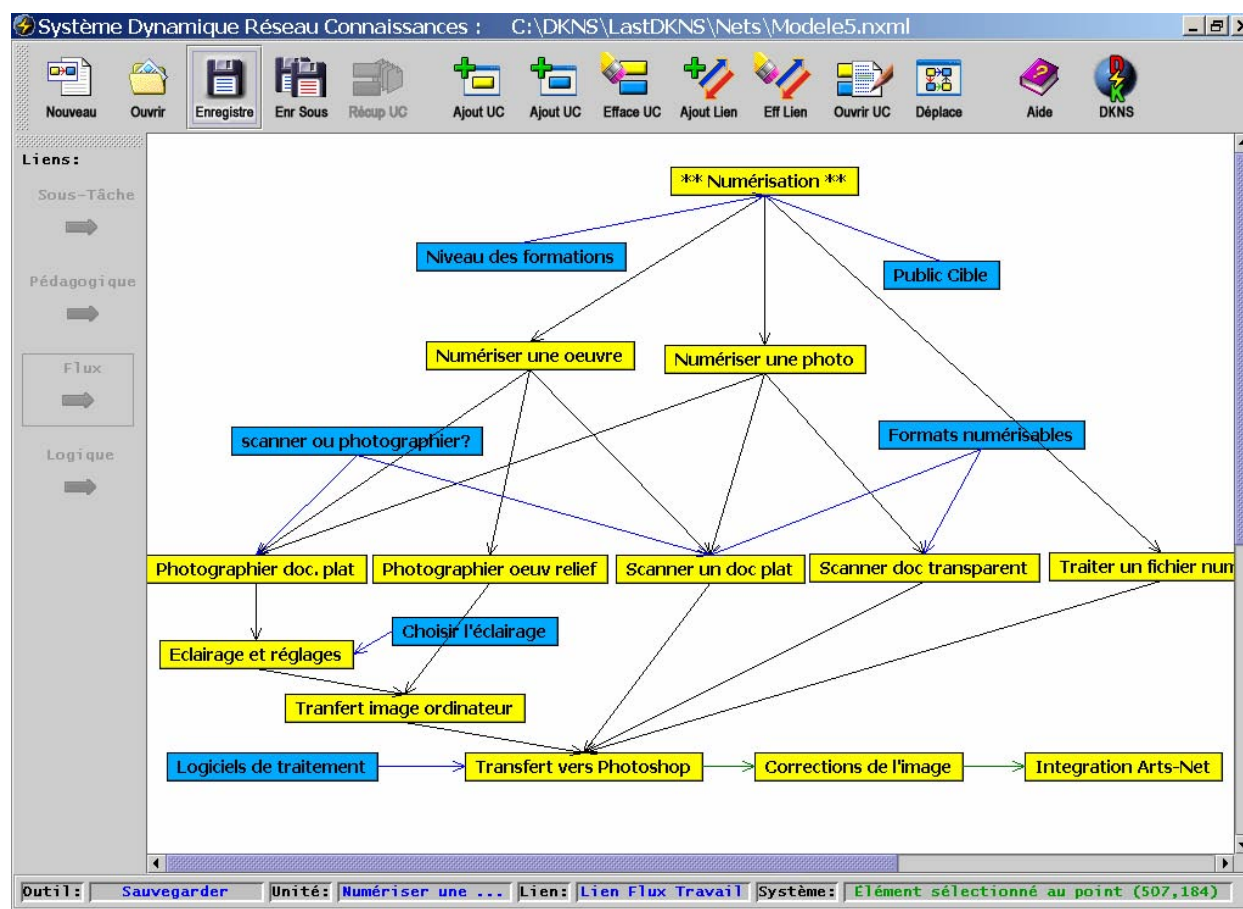 Système Dynamique Réseau Connaissances : C:\DKNS\LastDKNS\Nets\Modele5.nxml
Nouveau Ouvrir Enregistre Enr Sous Récup UC Ajout UC Ajout UC Efface UC Ajout Lien Eff Lien Ouvrir UC Déplace Aide DKNS
Liens:
Sous-Tâche
Pédagogique
Flux
Logique
** Numérisation **
Niveau des formations
Public Cible
Numériser une oeuvre
Numériser une photo
scanner ou photographier?
Formats numérisables
Photographier doc. plat
Photographier oeuv relief
Scanner un doc plat
Scanner doc transparent
Traiter un fichier num
Choisir l'éclairage
Eclairage et réglages
Tranfert image ordinateur
Logiciels de traitement
Transfert vers Photoshop
Corrections de l'image
Integration Arts-Net
Outil: Sauvegarder Unité: Numériser une ... Lien: Lien Flux Travail Système: Élément sélectionné au point (507,184)